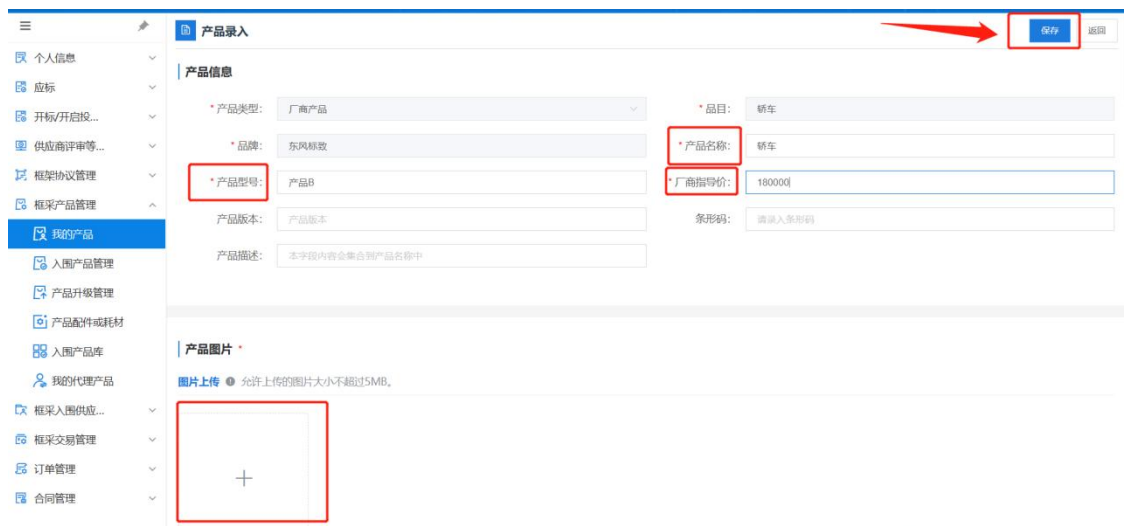 产品录入
保存 返回
个人信息
应标
开标/开启投...
供应商评审等...
框架协议管理
框采产品管理
我的产品
入围产品管理
产品升级管理
产品配件或耗材
入围产品库
我的代理产品
框采入围供应...
框采交易管理
订单管理
合同管理
产品信息
* 产品类型: 厂商产品 * 品目: 轿车
* 品牌: 东风标致 * 产品名称: 轿车
* 产品型号: 产品B * 厂商指导价: 180000
产品版本: 产品版本 条形码: 请录入条形码
产品描述: 本字段内容会集合到产品名称中
产品图片 *
图片上传 允许上传的图片大小不超过5MB。